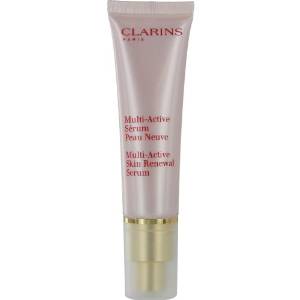 CLARINS
PARIS
Multi-Active
Sérum
Peau Neuve
Multi-Active
Skin Renewal
Serum